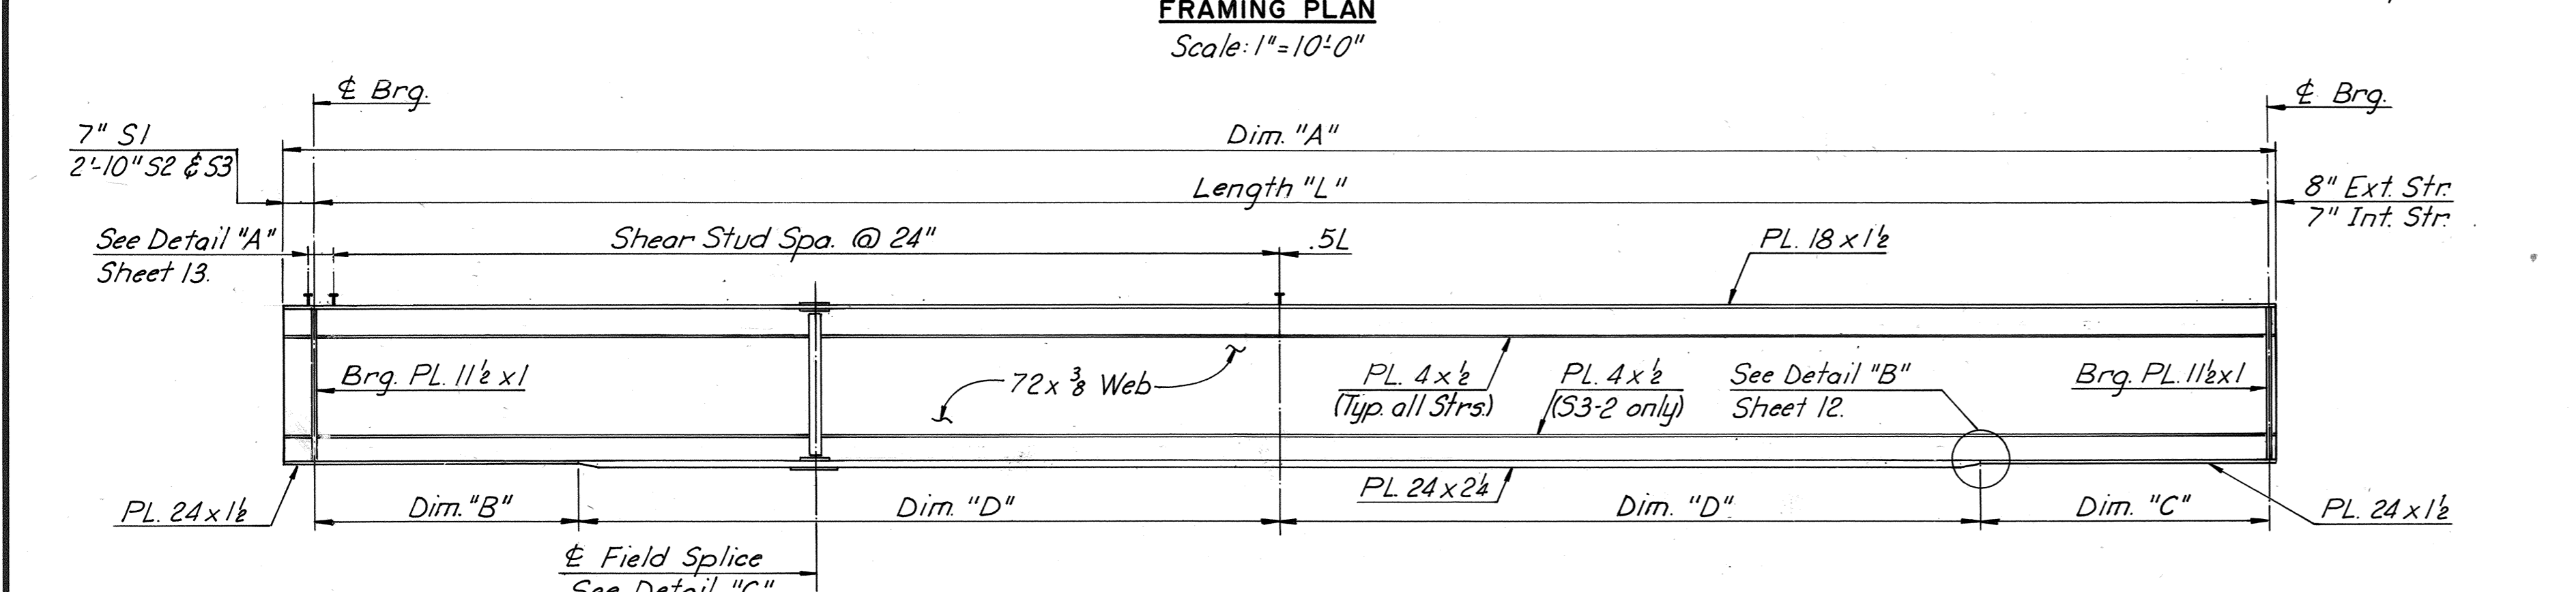 FRAMING PLAN
Scale: 1"=10'-0"
℄ Brg.
℄ Brg.
7" S1
2'-10" S2 & S3
Dim. "A"
Length "L"
8" Ext. Str.
7" Int. Str.
See Detail "A"
Sheet 13.
Shear Stud Spa. @ 24"
.5L
PL. 18 x 1½
Brg. PL. 11½ x 1
72 x ⅜ Web
PL. 4 x ½
(Typ. all Strs.)
PL. 4 x ½
(S3-2 only)
See Detail "B"
Sheet 12.
Brg. PL. 11½ x 1
PL. 24 x 1½
Dim. "B"
Dim. "D"
PL. 24 x 2¼
Dim. "D"
Dim. "C"
PL. 24 x 1½
℄ Field Splice
See Detail "C"